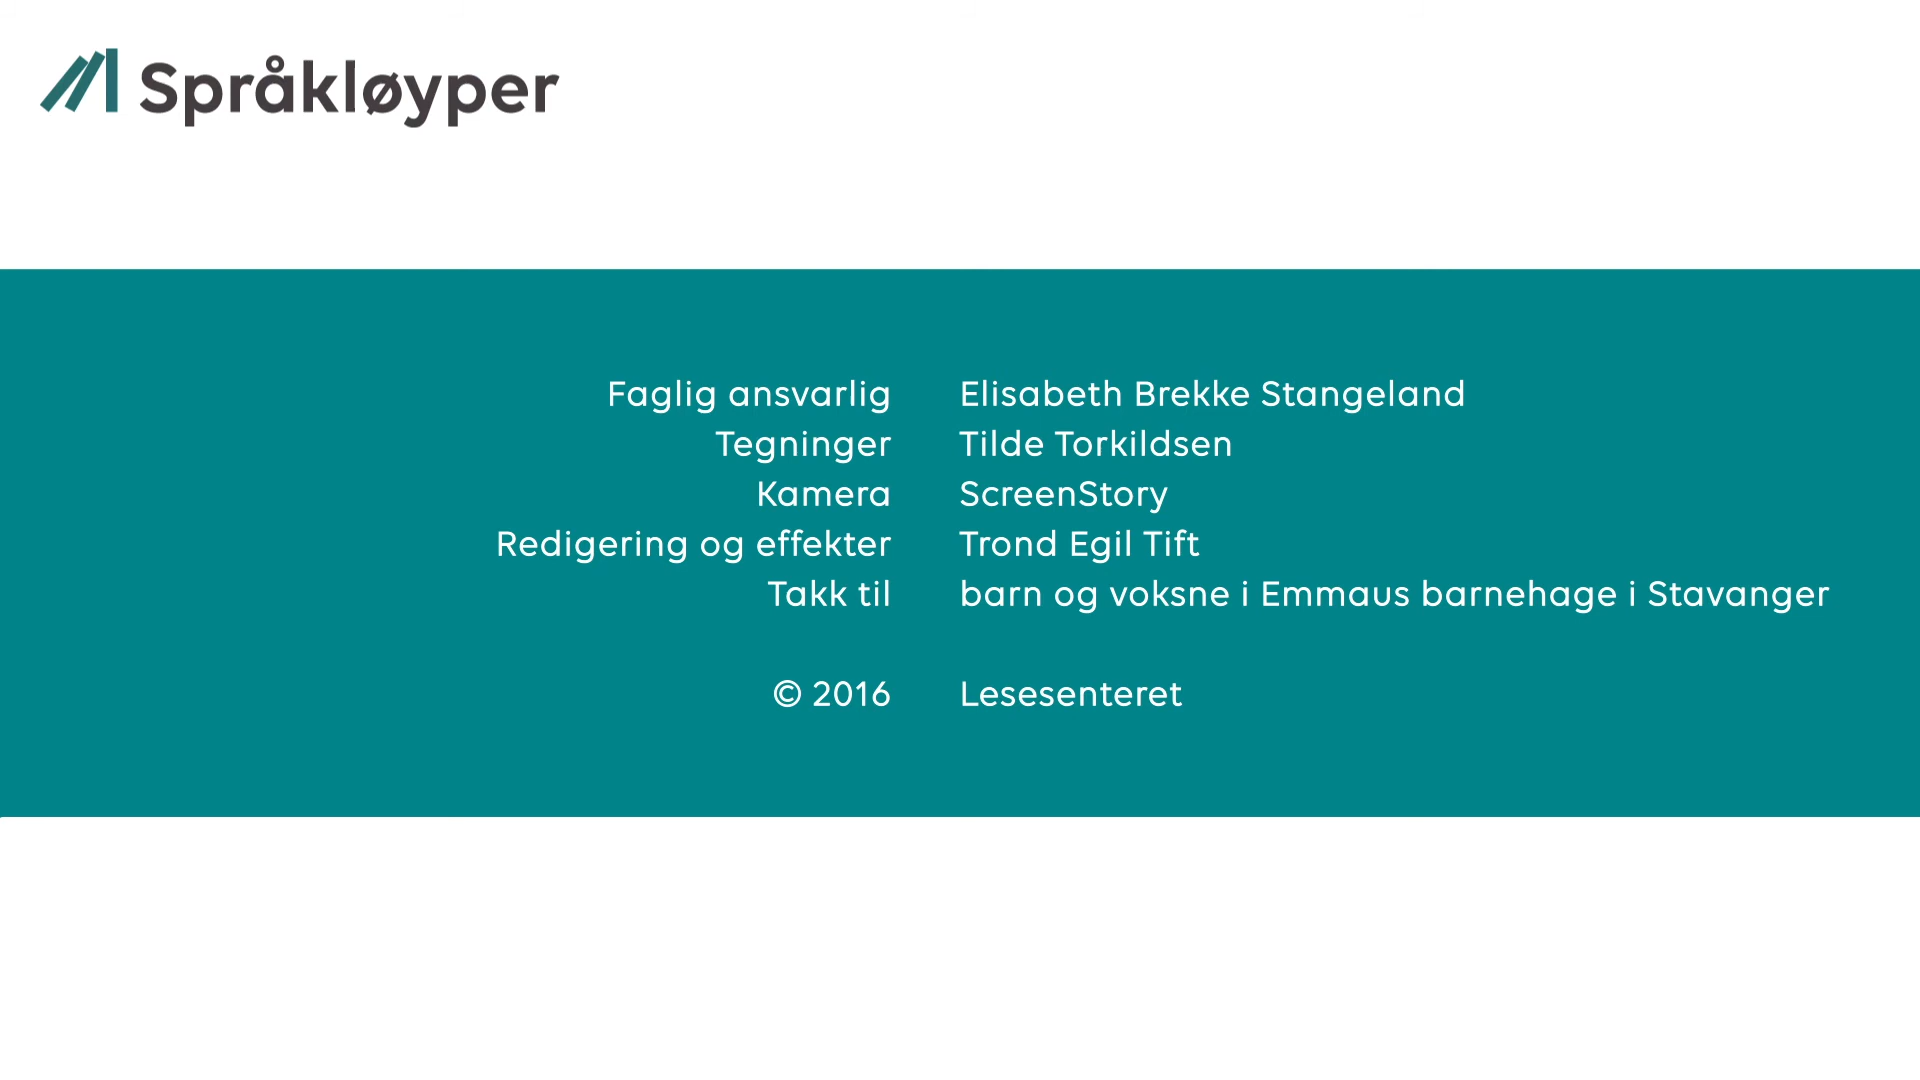 Språkløyper
Faglig ansvarlig Elisabeth Brekke Stangeland
Tegninger Tilde Torkildsen
Kamera ScreenStory
Redigering og effekter Trond Egil Tift
Takk til barn og voksne i Emmaus barnehage i Stavanger
© 2016 Lesesenteret